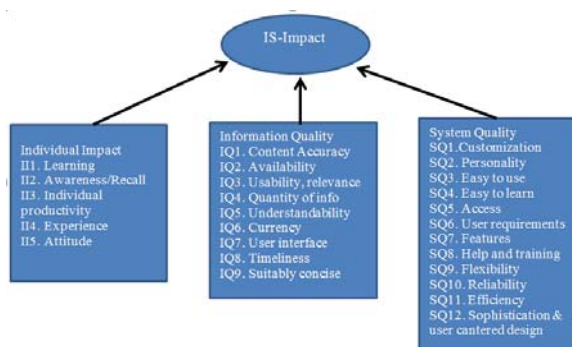 IS-Impact
Individual Impact
II1. Learning
II2. Awareness/Recall
II3. Individual
productivity
II4. Experience
II5. Attitude
Information Quality
IQ1. Content Accuracy
IQ2. Availability
IQ3. Usability, relevance
IQ4. Quantity of info
IQ5. Understandability
IQ6. Currency
IQ7. User interface
IQ8. Timeliness
IQ9. Suitably concise
System Quality
SQ1.Customization
SQ2. Personality
SQ3. Easy to use
SQ4. Easy to learn
SQ5. Access
SQ6. User requirements
SQ7. Features
SQ8. Help and training
SQ9. Flexibility
SQ10. Reliability
SQ11. Efficiency
SQ12. Sophistication &
user cantered design